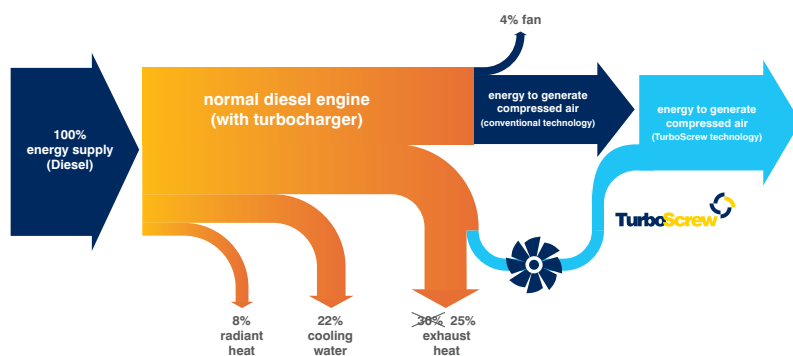 4% fan
100%
energy supply
(Diesel)
normal diesel engine
(with turbocharger)
energy to generate
compressed air
(conventional technology)
energy to generate
compressed air
(TurboScrew technology)
TurboScrew
8%
radiant
heat
22%
cooling
water
30% 25%
exhaust
heat